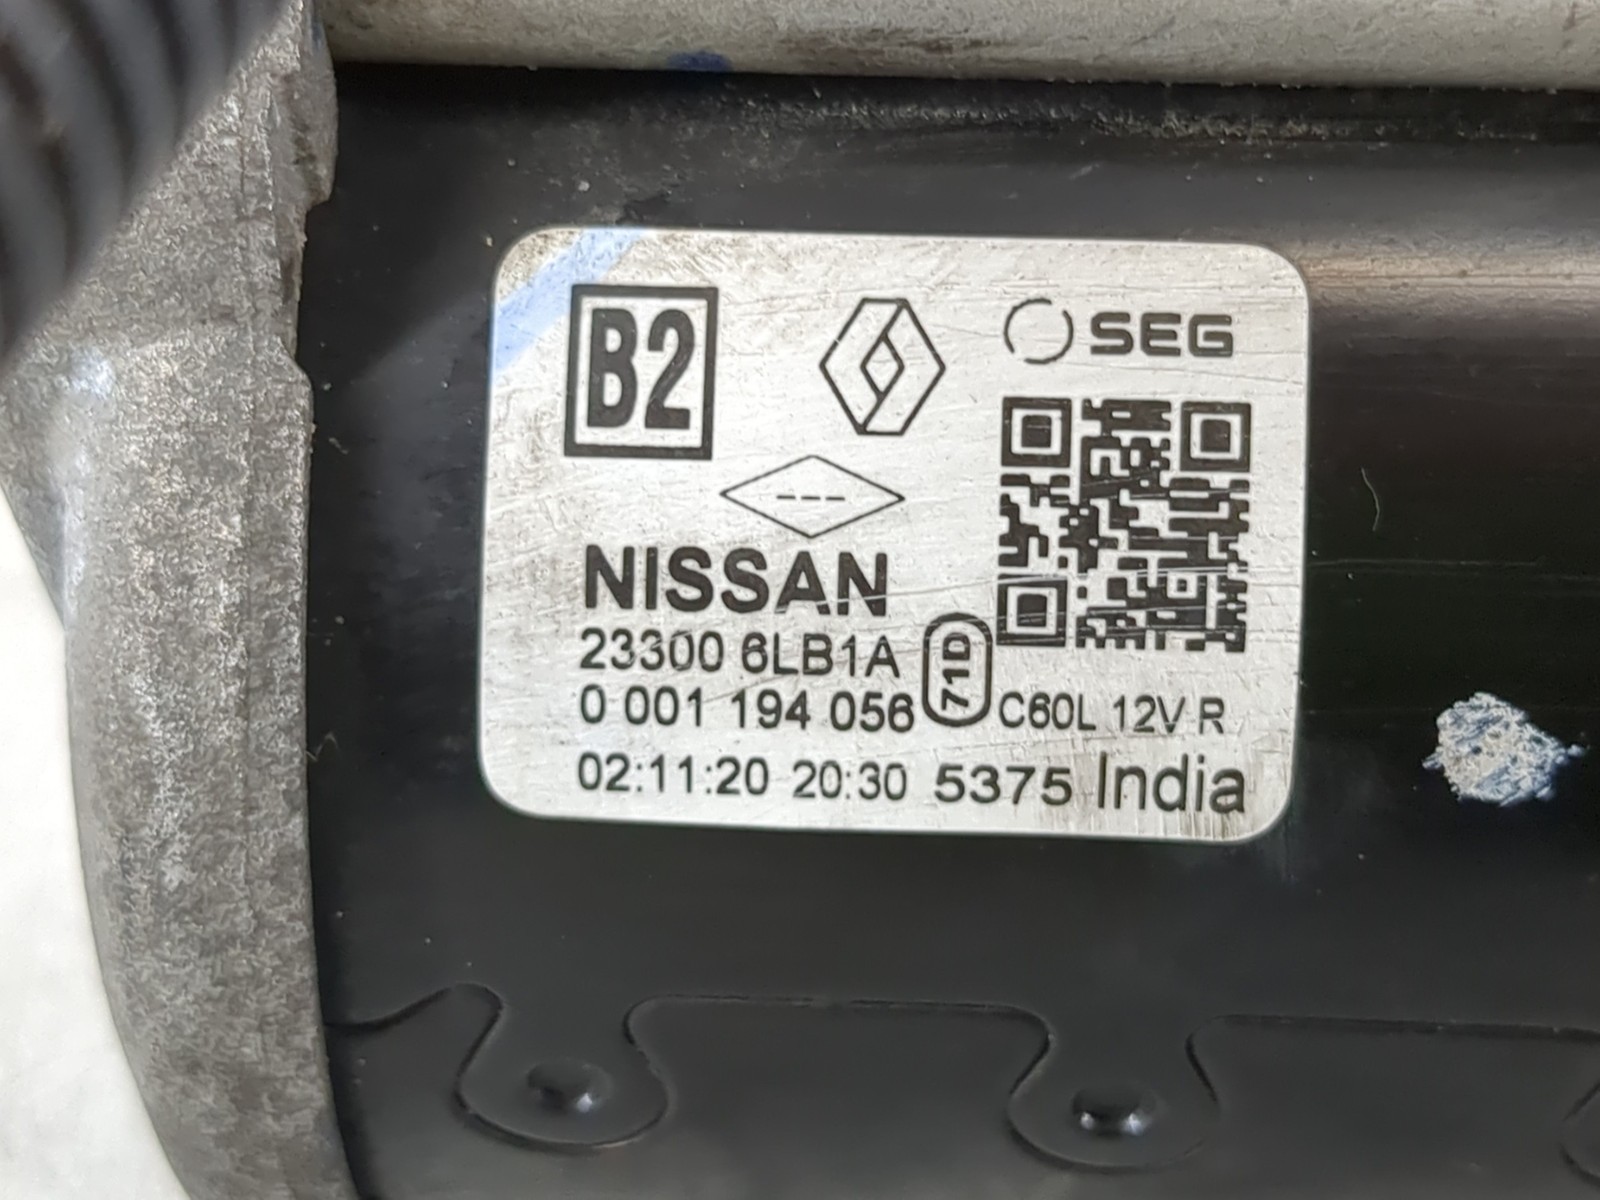 B2
SEG
---
NISSAN
23300 6LB1A
71D
0 001 194 056
C60L 12V R
02:11:20 20:30 5375 India